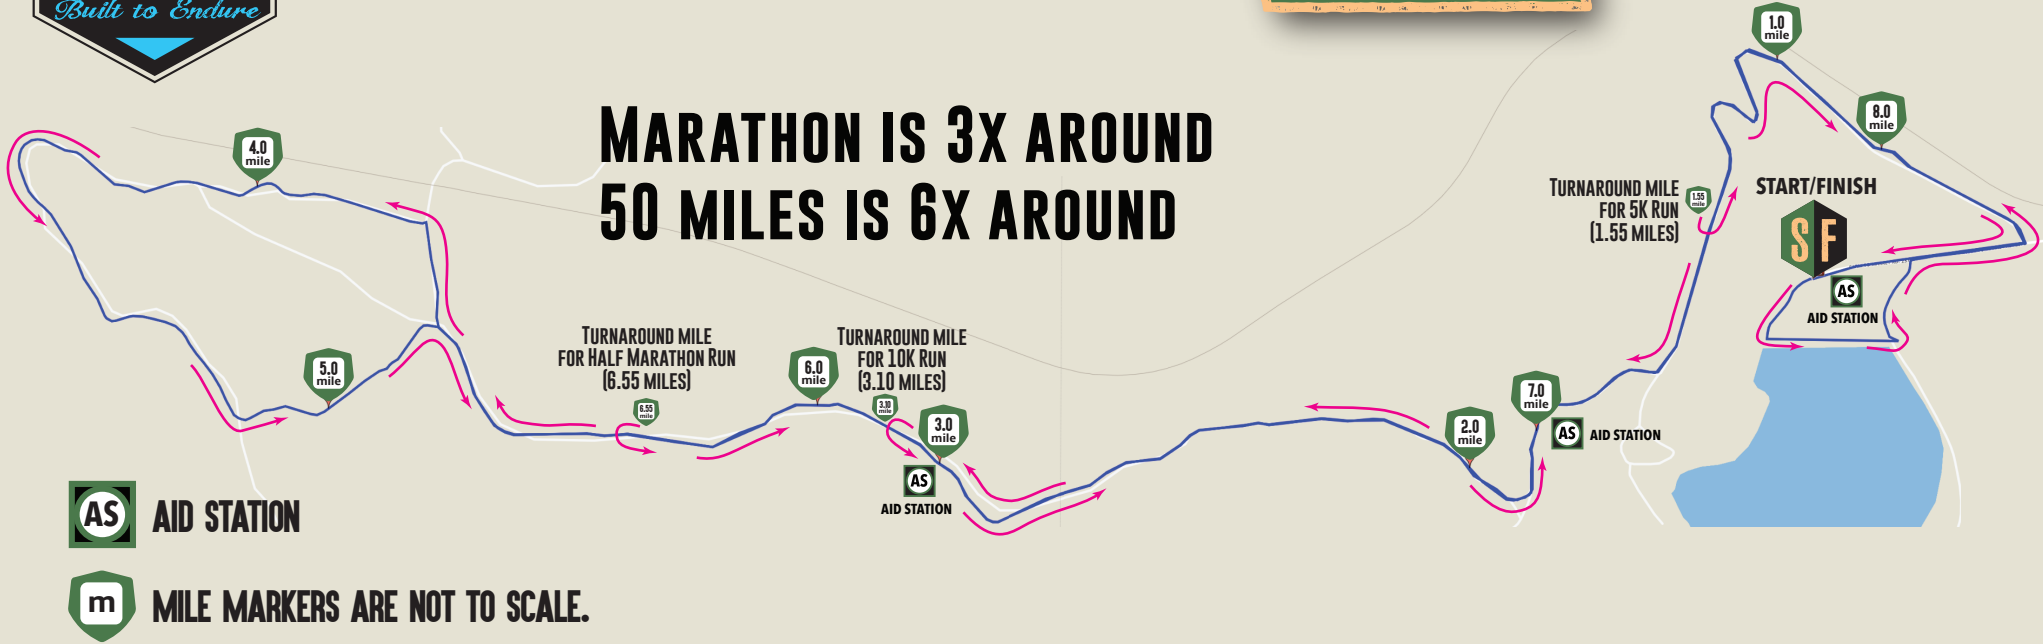 Built to Endure
MARATHON IS 3X AROUND
50 MILES IS 6X AROUND
1.0
mile
8.0
mile
4.0
mile
TURNAROUND MILE
FOR 5K RUN
(1.55 MILES)
1.55
mile
START/FINISH
SF
AS
AID STATION
TURNAROUND MILE
FOR HALF MARATHON RUN
(6.55 MILES)
6.55
mile
TURNAROUND MILE
FOR 10K RUN
(3.10 MILES)
3.10
mile
5.0
mile
6.0
mile
3.0
mile
2.0
mile
7.0
mile
AS
AID STATION
AS
AID STATION
AS
AID STATION
m
MILE MARKERS ARE NOT TO SCALE.